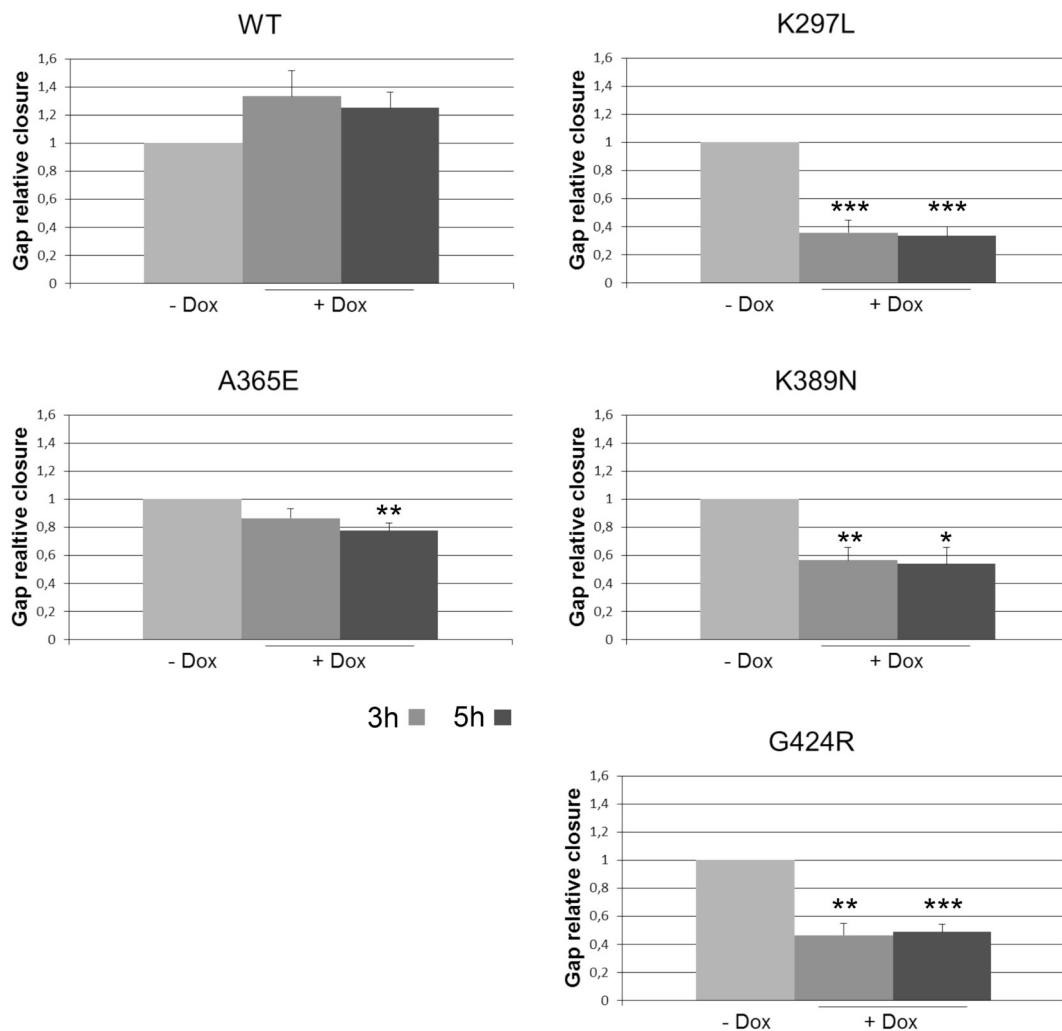 WT
Gap relative closure
1,6
1,4
1,2
1
0,8
0,6
0,4
0,2
0
- Dox
+ Dox
K297L
Gap relative closure
1,6
1,4
1,2
1
0,8
0,6
0,4
0,2
0
***
***
- Dox
+ Dox
A365E
Gap realtive closure
1,6
1,4
1,2
1
0,8
0,6
0,4
0,2
0
**
- Dox
+ Dox
K389N
Gap relative closure
1,6
1,4
1,2
1
0,8
0,6
0,4
0,2
0
**
*
- Dox
+ Dox
3h
5h
G424R
Gap relative closure
1,6
1,4
1,2
1
0,8
0,6
0,4
0,2
0
**
***
- Dox
+ Dox